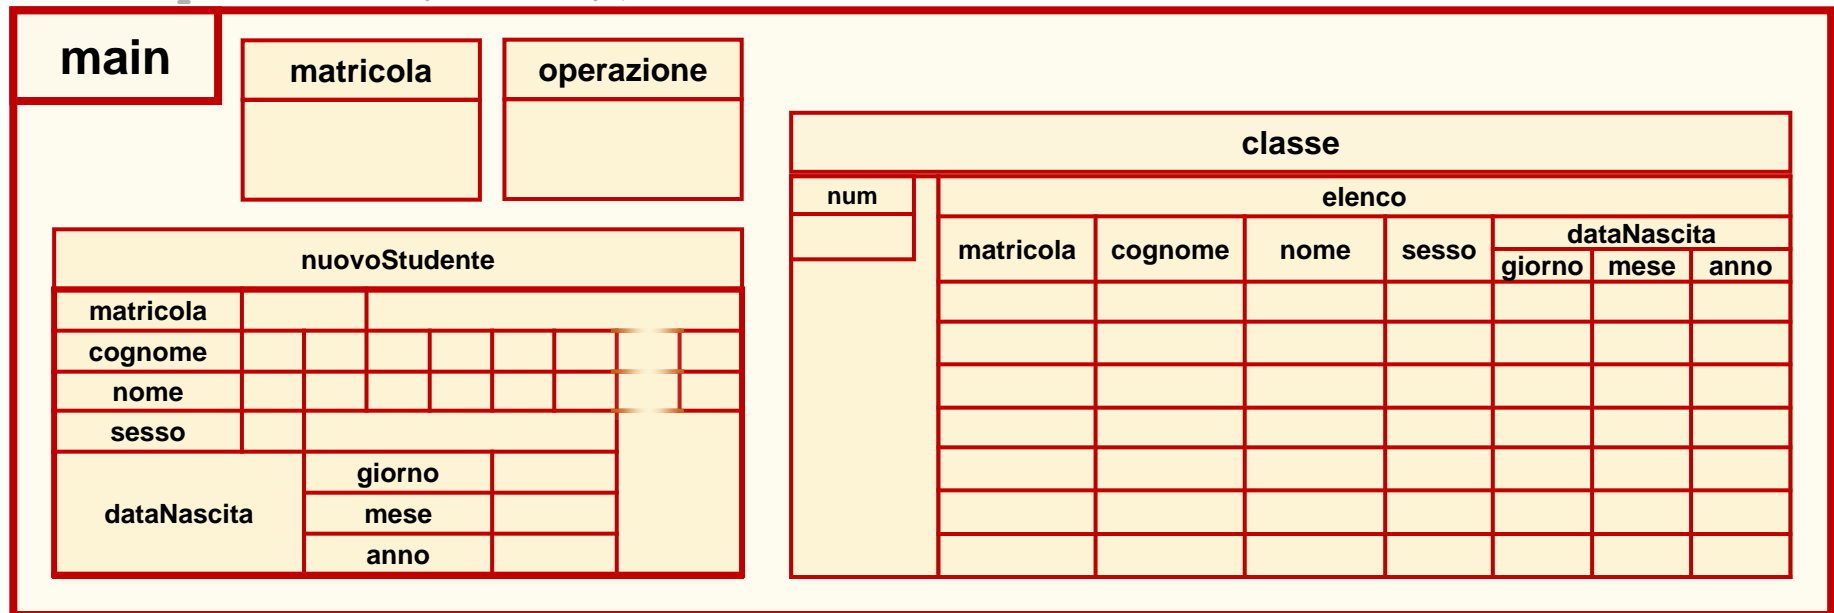 main
matricola
operazione
classe
num
elenco
matricola cognome nome sesso dataNascita
giorno mese anno
nuovoStudente
matricola
cognome
nome
sesso
dataNascita
giorno
mese
anno